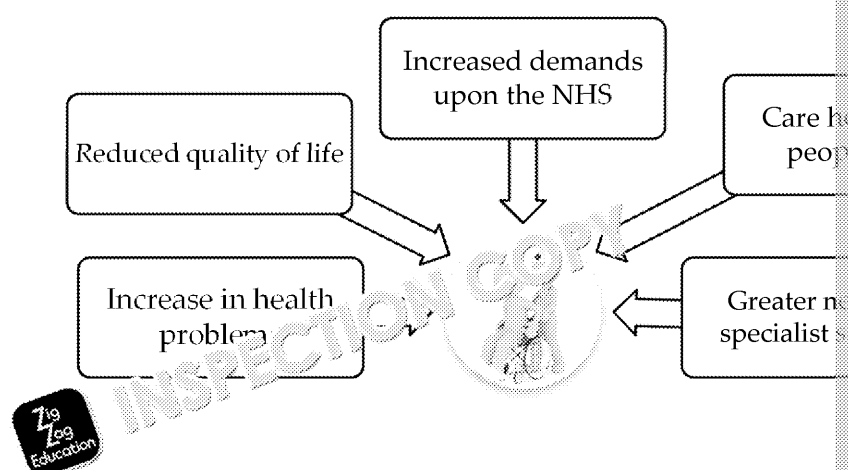 Increased demands
upon the NHS
Care
peop
Reduced quality of life
Increase in health
problem
Greater
specialist
INSPECTION COPY
Zig
Zag
Education